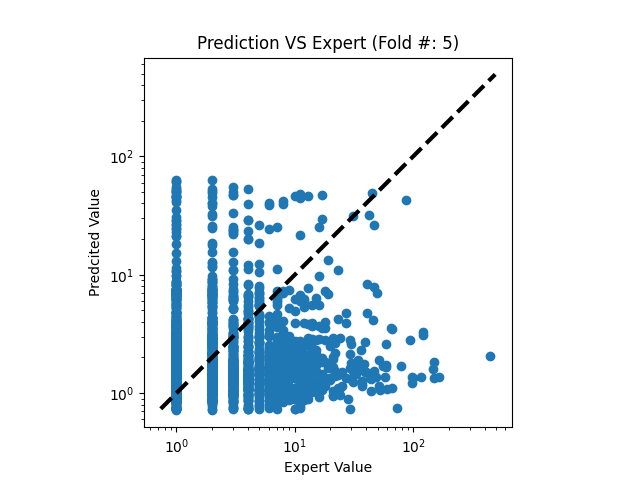 Prediction VS Expert (Fold #: 5)
Predcited Value
10²
10¹
10⁰
10⁰ 10¹ 10²
Expert Value